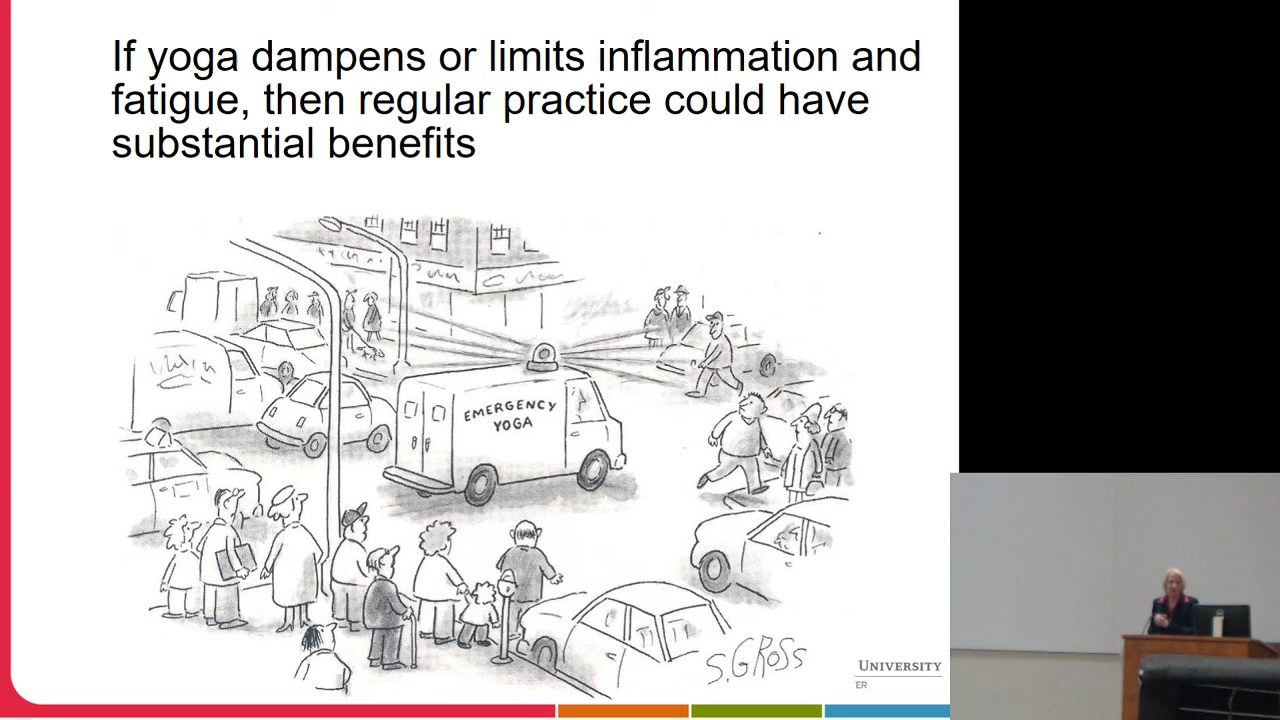 If yoga dampens or limits inflammation and
fatigue, then regular practice could have
substantial benefits
EMERGENCY
YOGA
S.GROSS
UNIVERSITY
ER